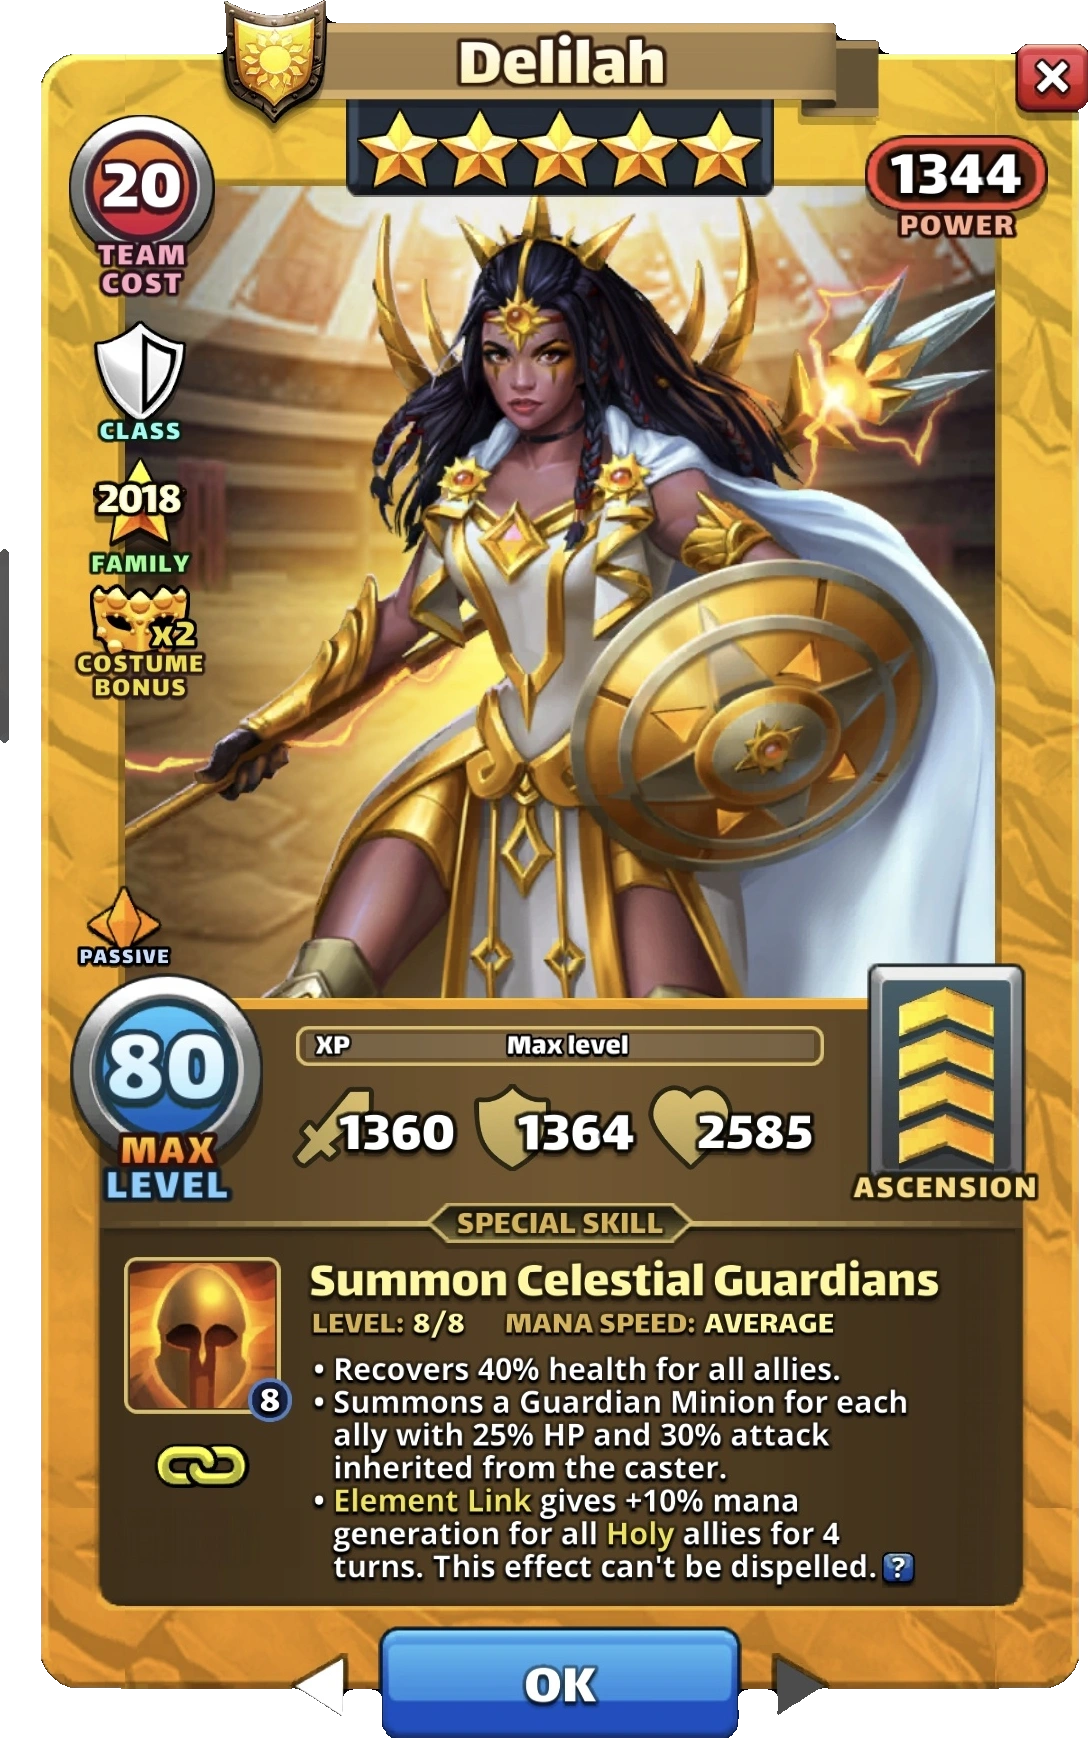 Delilah
20
TEAM
COST
1344
POWER
CLASS
2018
FAMILY
x2
COSTUME
BONUS
PASSIVE
80
MAX
LEVEL
XP Max level
1360 1364 2585
ASCENSION
SPECIAL SKILL
Summon Celestial Guardians
LEVEL: 8/8 MANA SPEED: AVERAGE
8
• Recovers 40% health for all allies.
• Summons a Guardian Minion for each
ally with 25% HP and 30% attack
inherited from the caster.
• Element Link gives +10% mana
generation for all Holy allies for 4
turns. This effect can't be dispelled. ?
OK